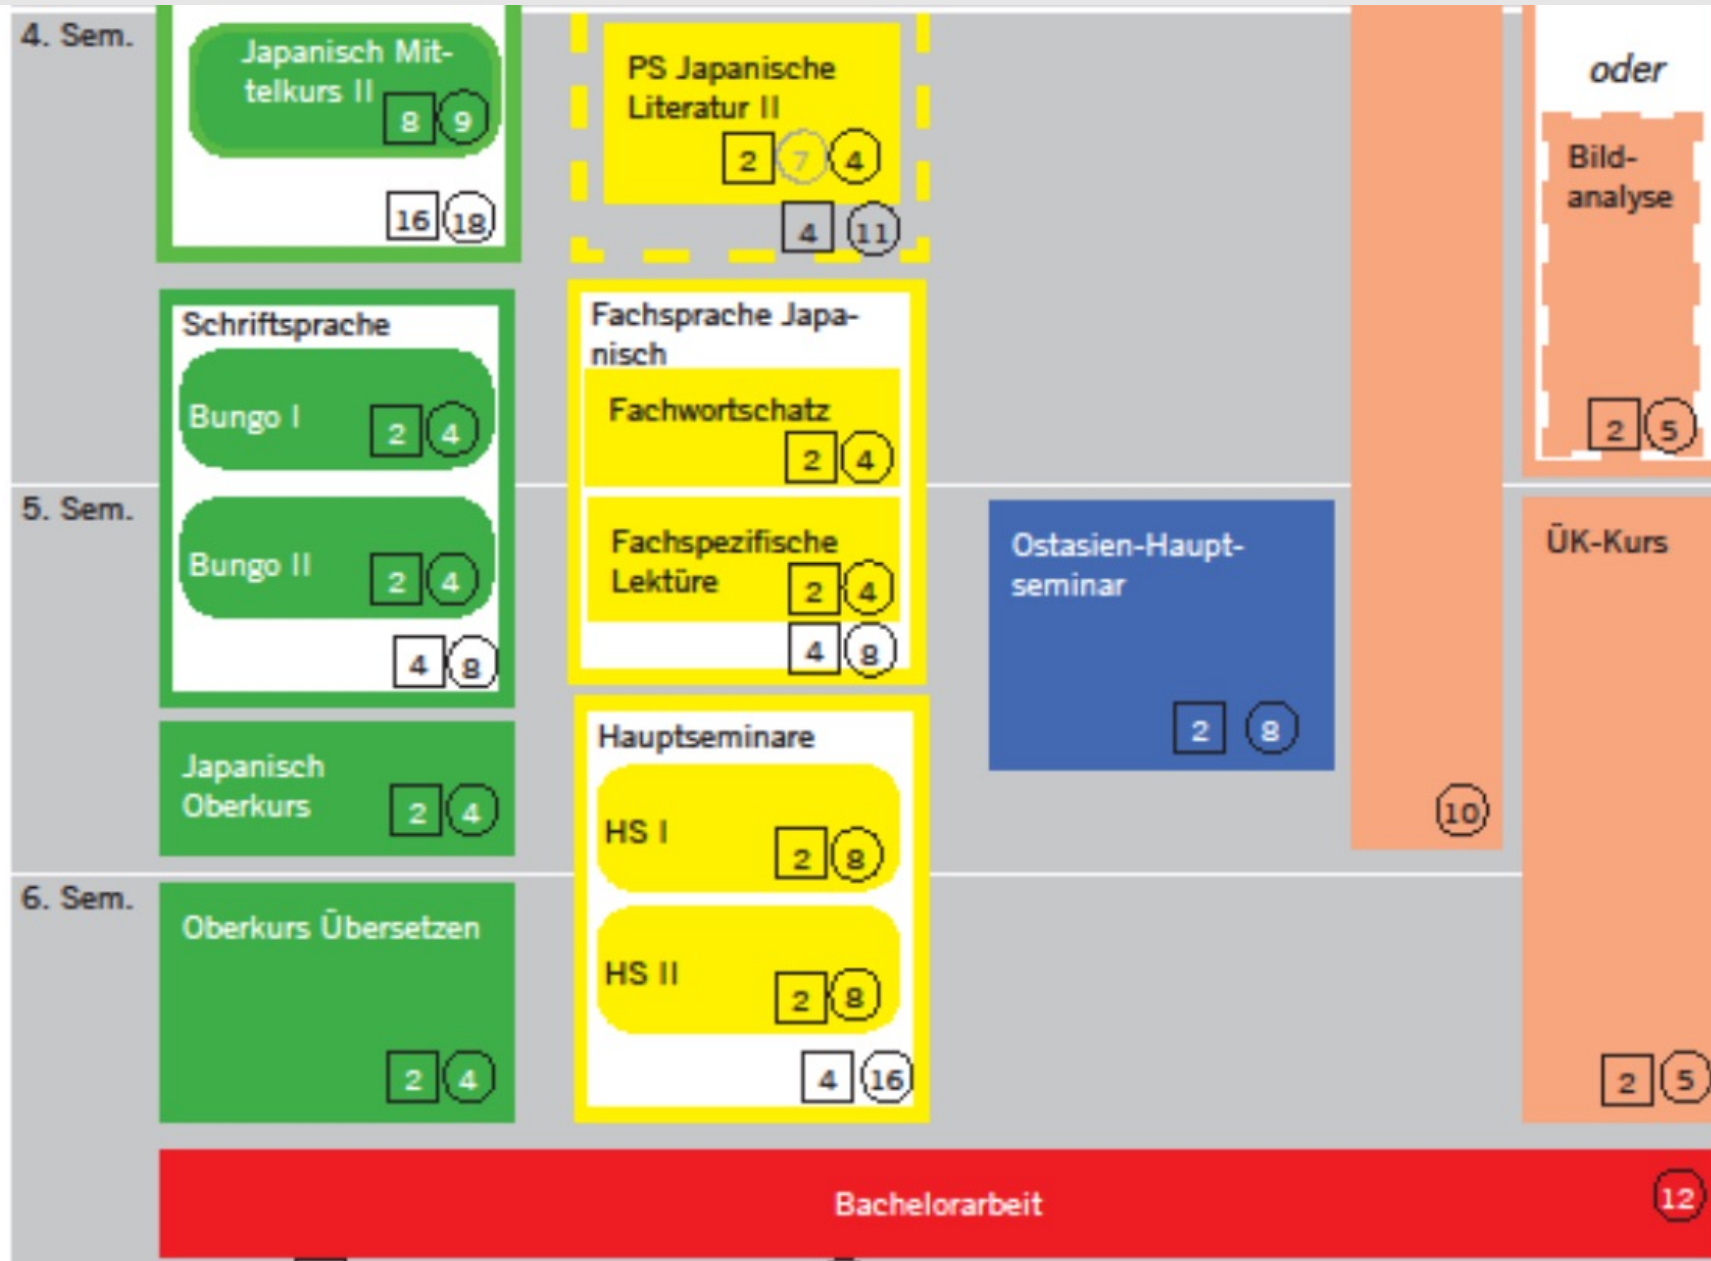 4. Sem.
Japanisch Mit-
telkurs II
8 9
16 18
PS Japanische
Literatur II
2 7 4
4 11
oder
Bild-
analyse
2 5
Schriftsprache
Bungo I
2 4
Fachsprache Japa-
nisch
Fachwortschatz
2 4
5. Sem.
Bungo II
2 4
4 8
Fachspezifische
Lektüre
2 4
4 8
Ostasien-Haupt-
seminar
2 8
10
ÜK-Kurs
2 5
Japanisch
Oberkurs
2 4
Hauptseminare
HS I
2 8
6. Sem.
Oberkurs Übersetzen
2 4
HS II
2 8
4 16
Bachelorarbeit
12